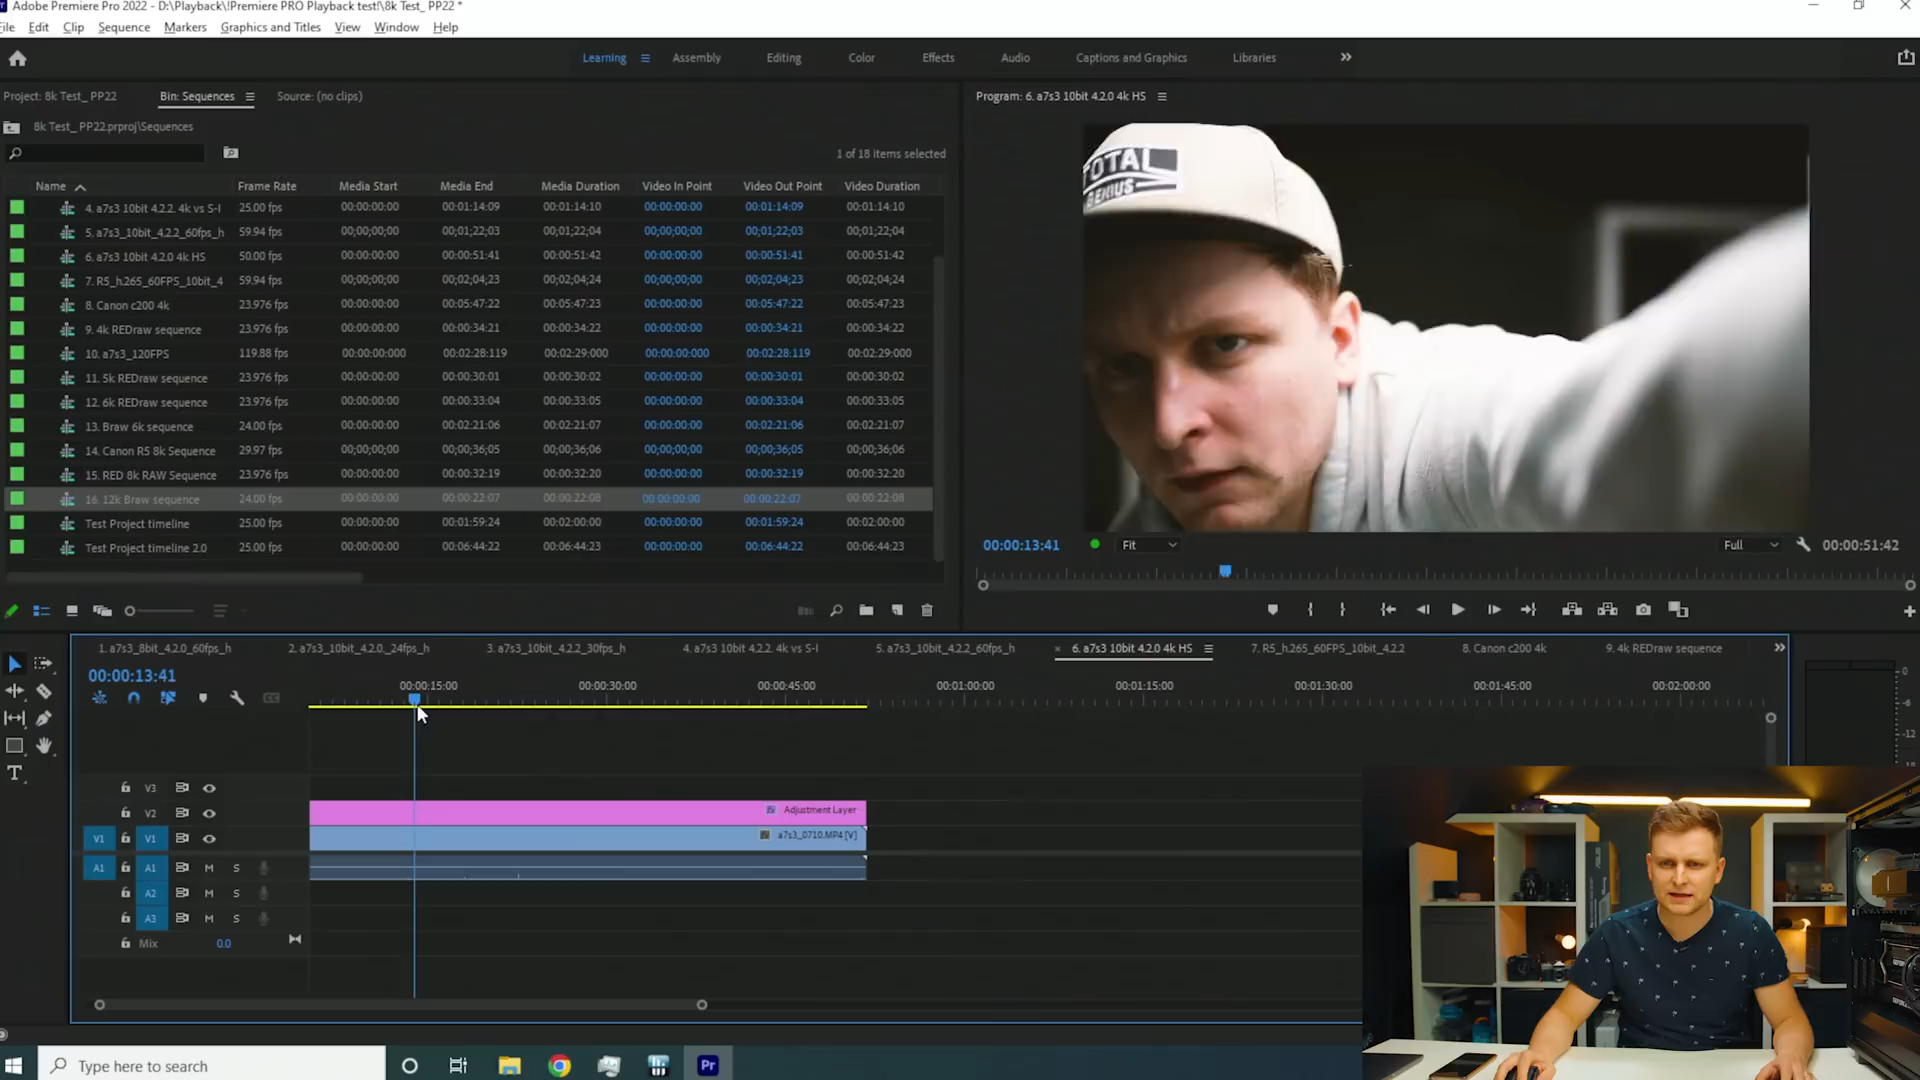 Adobe Premiere Pro 2022 - D:\Playback\!Premiere PRO Playback test!\8k Test_ PP22 *
File Edit Clip Sequence Markers Graphics and Titles View Window Help
Learning Assembly Editing Color Effects Audio Captions and Graphics Libraries
Project: 8k Test_ PP22 Bin: Sequences Source: (no clips)
Program: 6. a7s3 10bit 4.2.0 4k HS
8k Test_ PP22.prproj\Sequences
1 of 18 items selected
Name Frame Rate Media Start Media End Media Duration Video In Point Video Out Point Video Duration
4. a7s3 10bit 4.2.2. 4k vs S-I 25.00 fps 00:00:00:00 00:01:14:09 00:01:14:10 00:00:00:00 00:01:14:09 00:01:14:10
5. a7s3_10bit_4.2.2_60fps_h 59.94 fps 00;00;00;00 00;01;22;03 00;01;22;04 00;00;00;00 00;01;22;03 00;01;22;04
6. a7s3 10bit 4.2.0 4k HS 50.00 fps 00:00:00:00 00:00:51:41 00:00:51:42 00:00:00:00 00:00:51:41 00:00:51:42
7. R5_h.265_60FPS_10bit_4 59.94 fps 00;00;00;00 00;02;04;23 00;02;04;24 00;00;00;00 00;02;04;23 00;02;04;24
8. Canon c200 4k 23.976 fps 00:00:00:00 00:05:47:22 00:05:47:23 00:00:00:00 00:05:47:22 00:05:47:23
9. 4k REDraw sequence 23.976 fps 00:00:00:00 00:00:34:21 00:00:34:22 00:00:00:00 00:00:34:21 00:00:34:22
10. a7s3_120FPS 119.88 fps 00:00:00:000 00:02:28:119 00:02:29:000 00:00:00:000 00:02:28:119 00:02:29:000
11. 5k REDraw sequence 23.976 fps 00:00:00:00 00:00:30:01 00:00:30:02 00:00:00:00 00:00:30:01 00:00:30:02
12. 6k REDraw sequence 23.976 fps 00:00:00:00 00:00:33:04 00:00:33:05 00:00:00:00 00:00:33:04 00:00:33:05
13. Braw 6k sequence 24.00 fps 00:00:00:00 00:02:21:06 00:02:21:07 00:00:00:00 00:02:21:06 00:02:21:07
14. Canon R5 8k Sequence 29.97 fps 00;00;00;00 00;00;36;05 00;00;36;06 00;00;00;00 00;00;36;05 00;00;36;06
15. RED 8k RAW Sequence 23.976 fps 00:00:00:00 00:00:32:19 00:00:32:20 00:00:00:00 00:00:32:19 00:00:32:20
16. 12k Braw sequence 24.00 fps 00:00:00:00 00:00:22:07 00:00:22:08 00:00:00:00 00:00:22:07 00:00:22:08
Test Project timeline 25.00 fps 00:00:00:00 00:01:59:24 00:02:00:00 00:00:00:00 00:01:59:24 00:02:00:00
Test Project timeline 2.0 25.00 fps 00:00:00:00 00:06:44:22 00:06:44:23 00:00:00:00 00:06:44:22 00:06:44:23
TOTAL
GENIUS
00:00:13:41 Fit Full 00:00:51:42
1. a7s3_8bit_4.2.0_60fps_h 2. a7s3_10bit_4.2.0._24fps_h 3. a7s3_10bit_4.2.2_30fps_h 4. a7s3 10bit 4.2.2. 4k vs S-I 5. a7s3_10bit_4.2.2_60fps_h × 6. a7s3 10bit 4.2.0 4k HS 7. R5_h.265_60FPS_10bit_4.2.2 8. Canon c200 4k 9. 4k REDraw sequence
00:00:13:41
00:00:15:00 00:00:30:00 00:00:45:00 00:01:00:00 00:01:15:00 00:01:30:00 00:01:45:00 00:02:00:00
0
-6
-12
-18
V3
V2 fx Adjustment Layer
V1 V1 fx a7s3_0710.MP4 [V]
A1 A1 M S
A2 M S
A3 M S
Mix 0.0
Type here to search
Pr